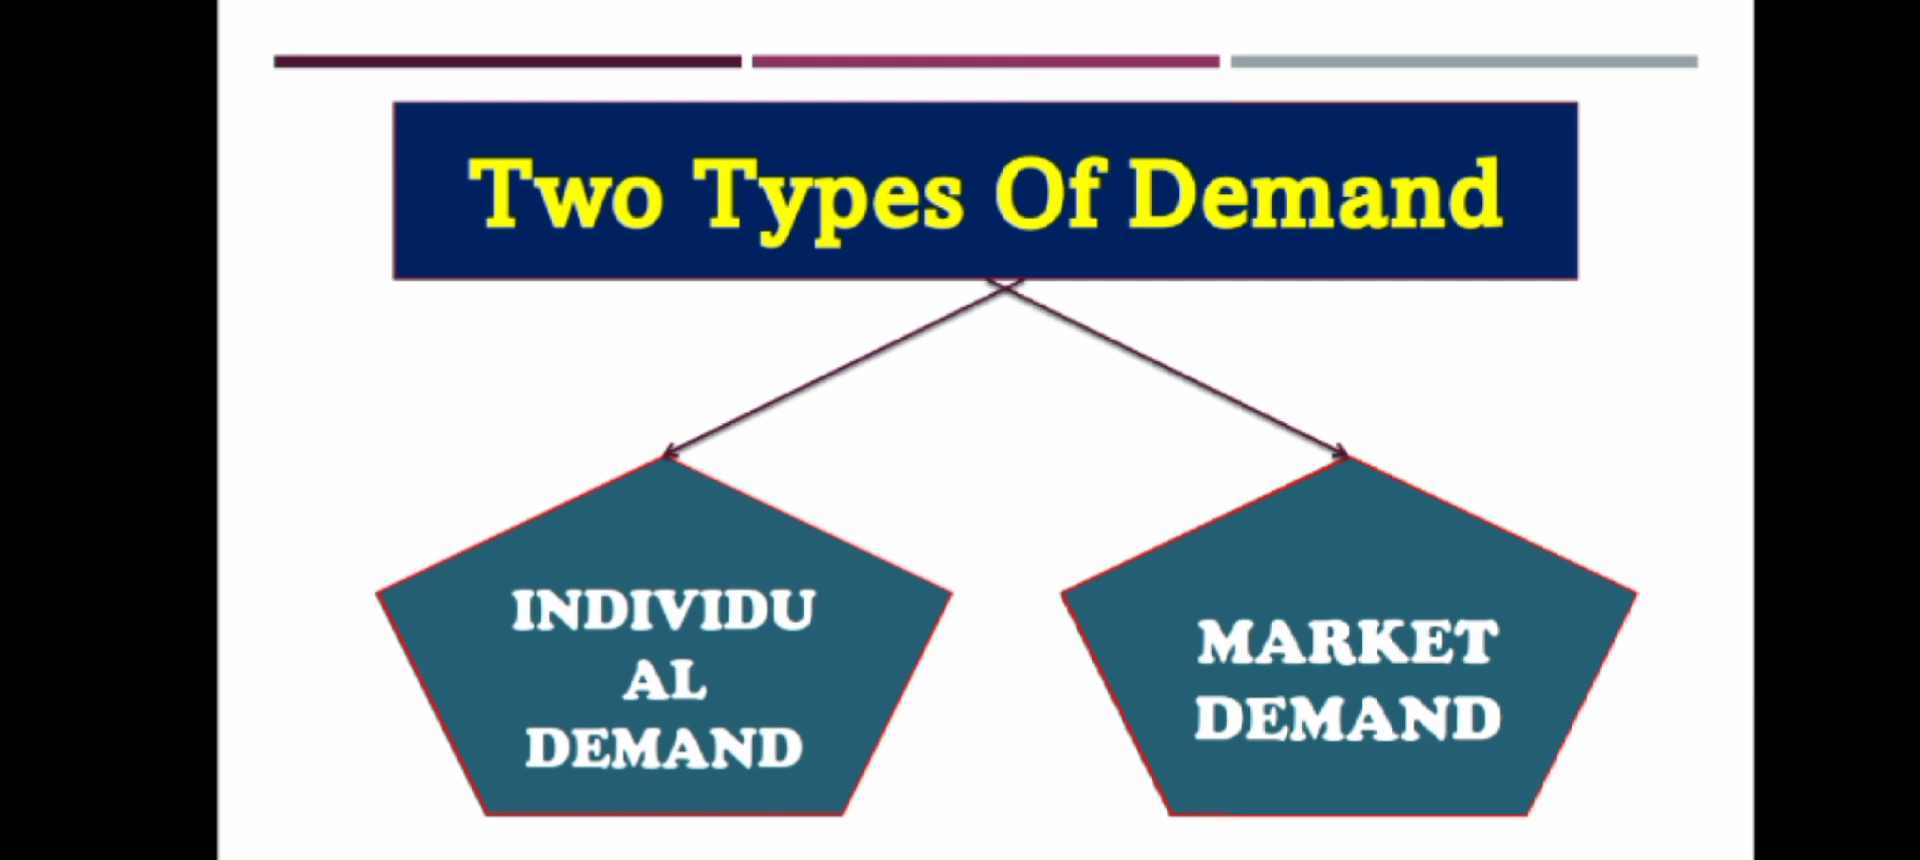 Two Types Of Demand
INDIVIDU
AL
DEMAND
MARKET
DEMAND